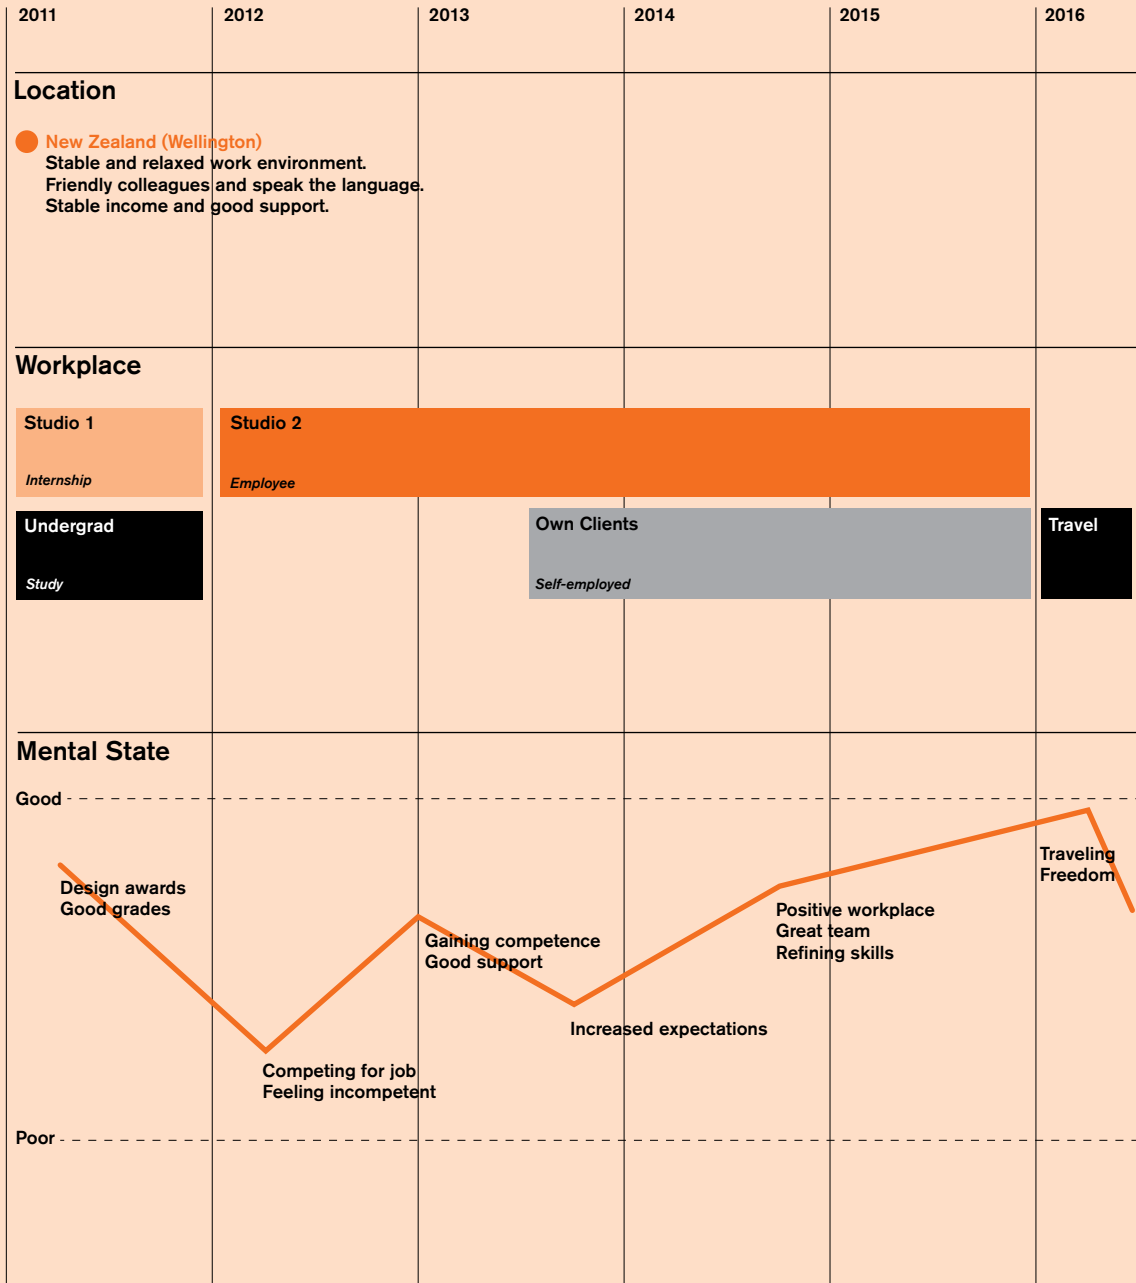 2011 2012 2013 2014 2015 2016
Location
New Zealand (Wellington)
Stable and relaxed work environment.
Friendly colleagues and speak the language.
Stable income and good support.
Workplace
Studio 1
Internship
Studio 2
Employee
Undergrad
Study
Own Clients
Self-employed
Travel
Mental State
Good
Design awards
Good grades
Competing for job
Feeling incompetent
Gaining competence
Good support
Increased expectations
Positive workplace
Great team
Refining skills
Traveling
Freedom
Poor